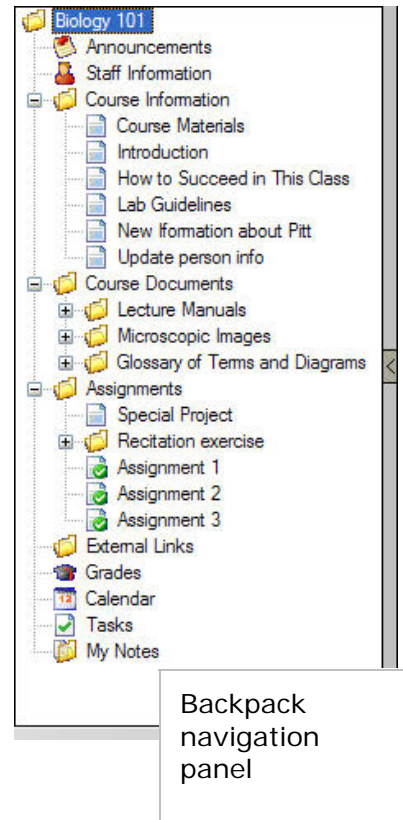 Biology 101
Announcements
Staff Information
Course Information
Course Materials
Introduction
How to Succeed in This Class
Lab Guidelines
New Iformation about Pitt
Update person info
Course Documents
Lecture Manuals
Microscopic Images
Glossary of Terms and Diagrams
Assignments
Special Project
Recitation exercise
Assignment 1
Assignment 2
Assignment 3
External Links
Grades
12
Calendar
Tasks
My Notes
Backpack
navigation
panel